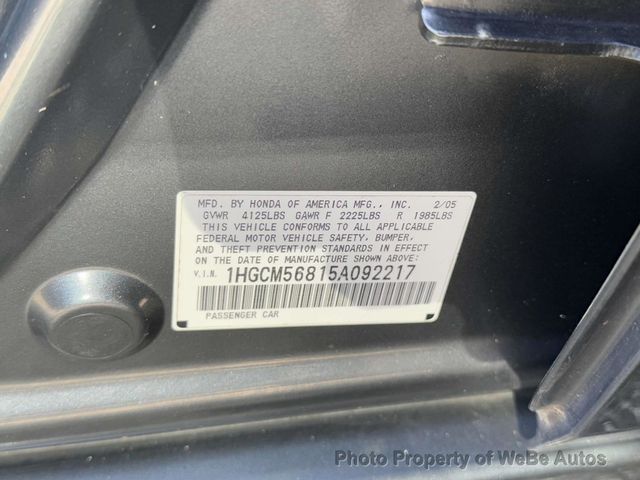 MFD. BY HONDA OF AMERICA MFG., INC. 2/05
GVWR 4125LBS GAWR F 2225LBS R 1985LBS
THIS VEHICLE CONFORMS TO ALL APPLICABLE
FEDERAL MOTOR VEHICLE SAFETY, BUMPER,
AND THEFT PREVENTION STANDARDS IN EFFECT
ON THE DATE OF MANUFACTURE SHOWN ABOVE:
V.I.N. 1HGCM56815A092217
PASSENGER CAR
Photo Property of WeBe Autos